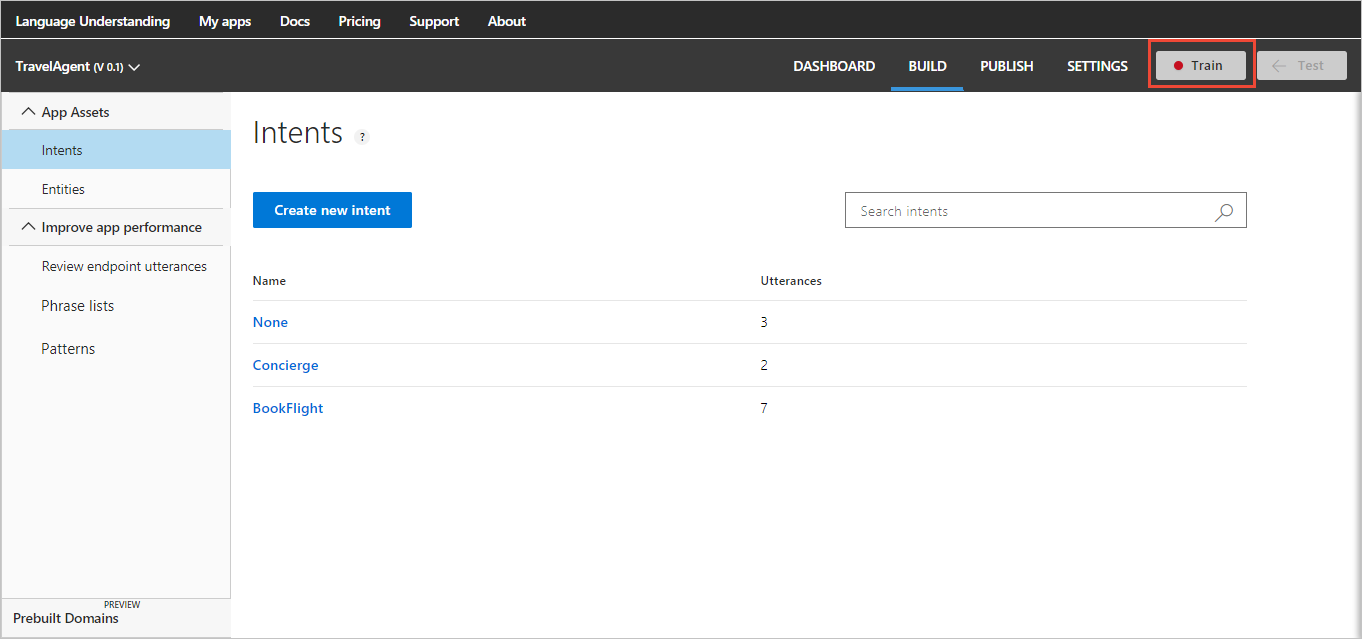 Language Understanding My apps Docs Pricing Support About
TravelAgent (V 0.1) DASHBOARD BUILD PUBLISH SETTINGS Train Test
App Assets
Intents
Entities
Improve app performance
Review endpoint utterances
Phrase lists
Patterns
PREVIEW
Prebuilt Domains
Intents ?
Create new intent Search intents
Name Utterances
None 3
Concierge 2
BookFlight 7